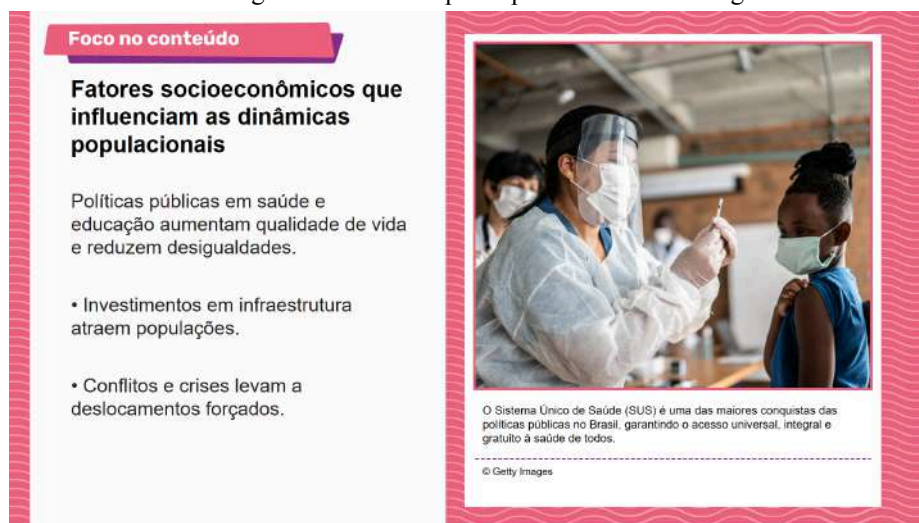 Foco no conteúdo
Fatores socioeconômicos que
influenciam as dinâmicas
populacionais
Políticas públicas em saúde e
educação aumentam qualidade de vida
e reduzem desigualdades.
• Investimentos em infraestrutura
atraem populações.
• Conflitos e crises levam a
deslocamentos forçados.
O Sistema Único de Saúde (SUS) é uma das maiores conquistas das
políticas públicas no Brasil, garantindo o acesso universal, integral e
gratuito à saúde de todos.
© Getty Images